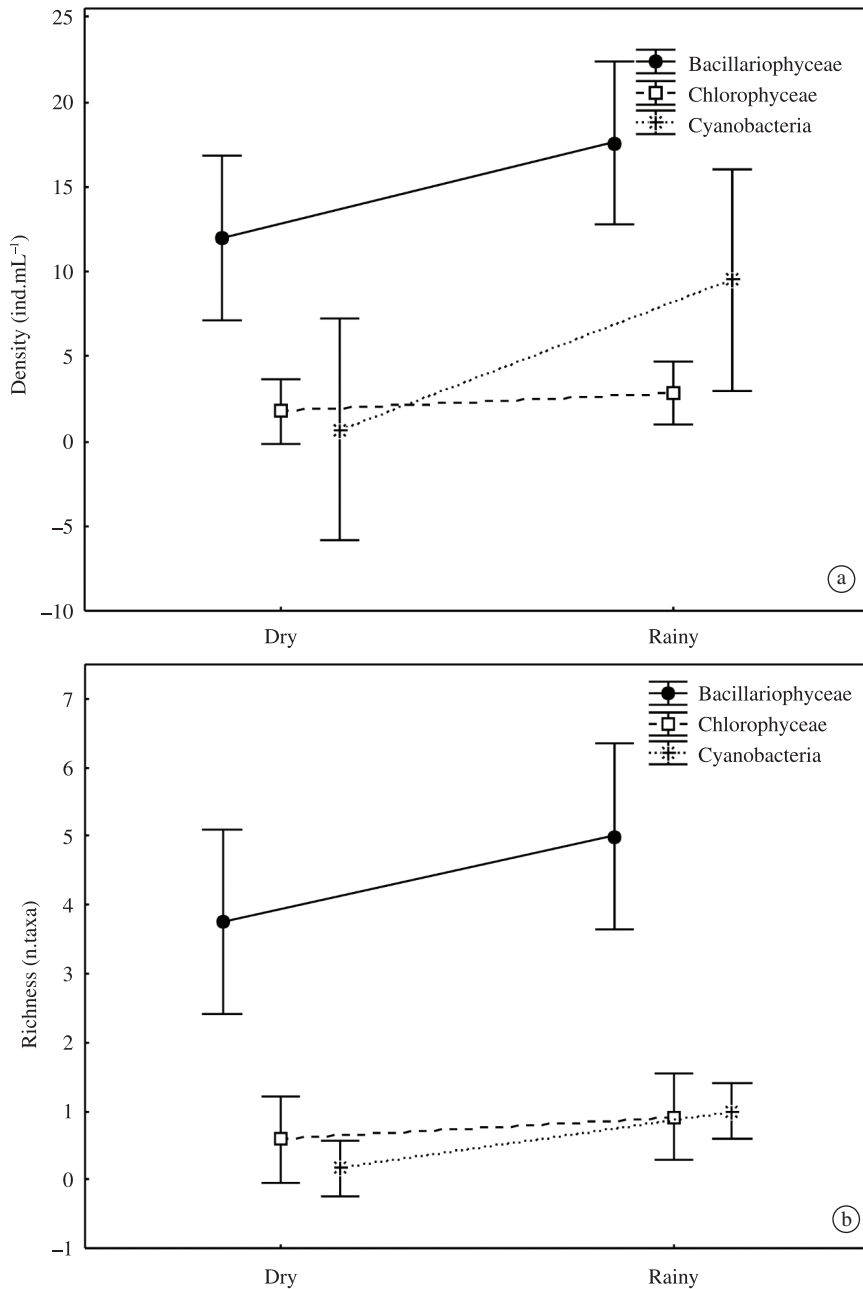 25
20
15
10
5
0
−5
−10
Density (ind.mL⁻¹)
Bacillariophyceae
Chlorophyceae
Cyanobacteria
a
Dry Rainy
7
6
5
4
3
2
1
0
−1
Richness (n.taxa)
Bacillariophyceae
Chlorophyceae
Cyanobacteria
b
Dry Rainy